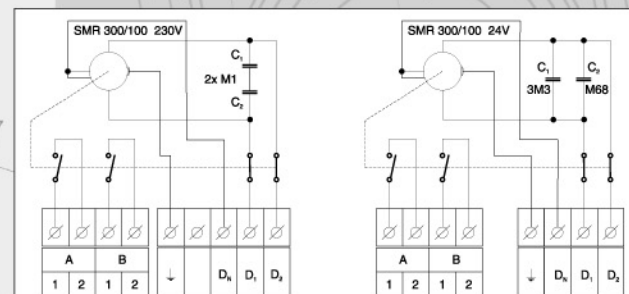 SMR 300/100 230V
C₁
2x M1
C₂
A B
1 2 1 2
⏚ Dₙ D₁ D₂
SMR 300/100 24V
C₁ C₂
3M3 M68
A B
1 2 1 2
⏚ Dₙ D₁ D₂